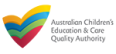 Australian Children's
Education & Care
Quality Authority